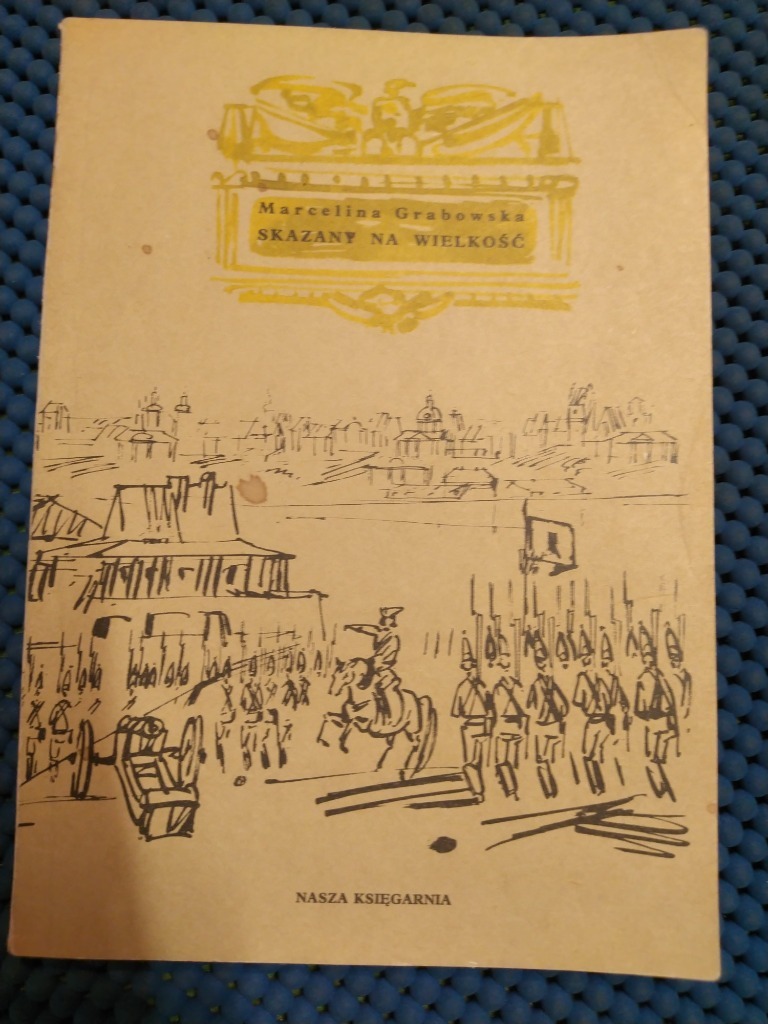 Marcelina Grabowska
SKAZANY NA WIELKOŚĆ
NASZA KSIĘGARNIA